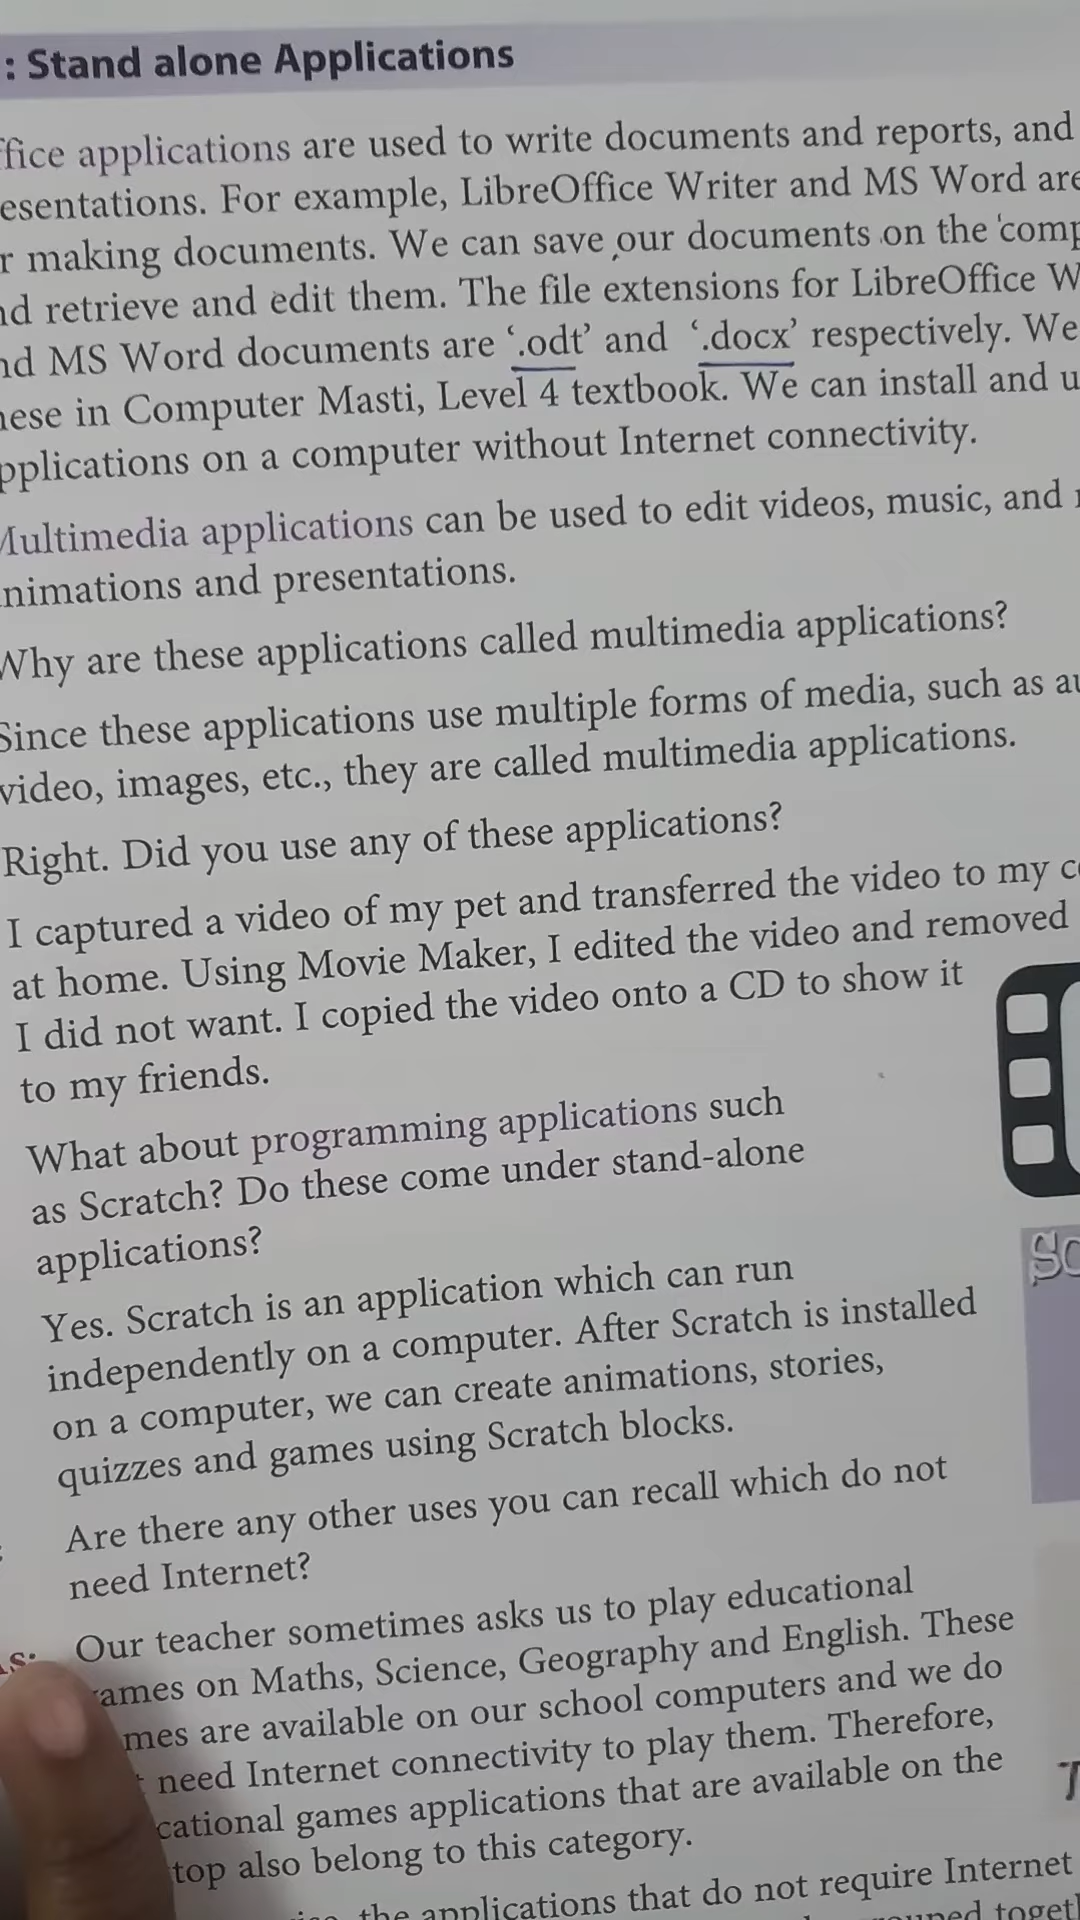 : Stand alone Applications
applications are used to write documents and reports, and
For example, LibreOffice Writer and MS Word
making documents. We can save our documents on the
retrieve and edit them. The file extensions for LibreOffice
MS Word documents are ‘.odt’ and ‘.docx’ respectively. We
in Computer Masti, Level 4 textbook. We can install and
on a computer without Internet connectivity.
applications can be used to edit videos, music, and
and presentations.
Why are these applications called multimedia applications?
Since these applications use multiple forms of media, such as
video, images, etc., they are called multimedia applications.
Right. Did you use any of these applications?
I captured a video of my pet and transferred the video to my
at home. Using Movie Maker, I edited the video and removed
I did not want. I copied the video onto a CD to show it
to my friends.
What about programming applications such
as Scratch? Do these come under stand-alone
applications?
Yes. Scratch is an application which can run
independently on a computer. After Scratch is installed
on a computer, we can create animations, stories,
quizzes and games using Scratch blocks.
Are there any other uses you can recall which do not
need Internet?
Our teacher sometimes asks us to play educational
on Maths, Science, Geography and English. These
are available on our school computers and we do
need Internet connectivity to play them. Therefore,
games applications that are available on the
also belong to this category.
the applications that do not require Internet